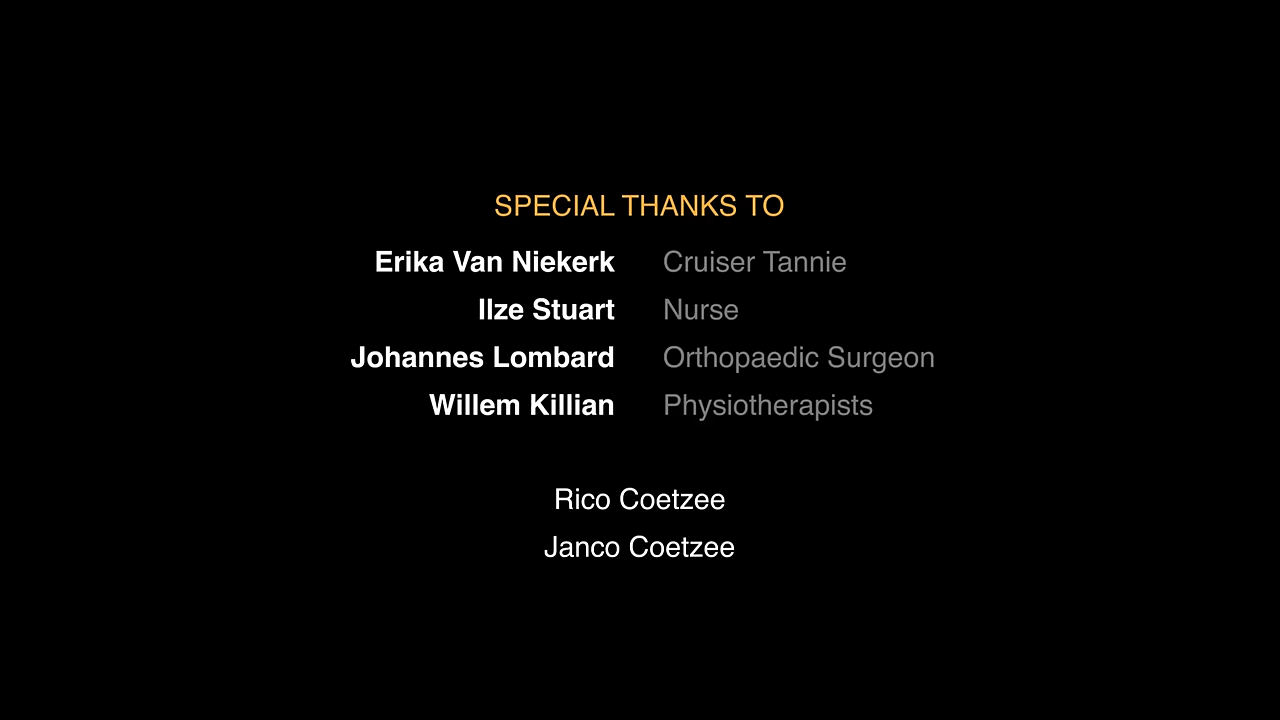 SPECIAL THANKS TO
Erika Van Niekerk Cruiser Tannie
Ilze Stuart Nurse
Johannes Lombard Orthopaedic Surgeon
Willem Killian Physiotherapists
Rico Coetzee
Janco Coetzee